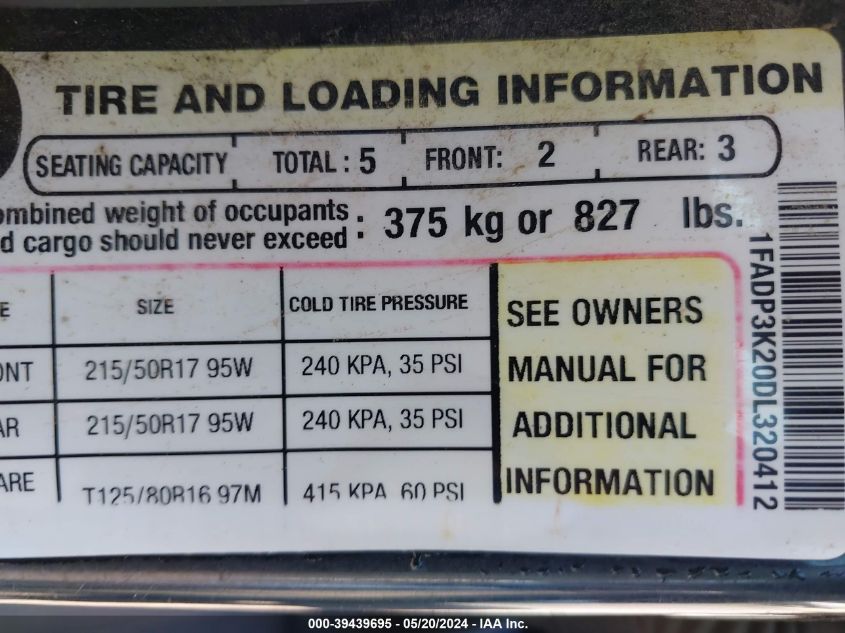 TIRE AND LOADING INFORMATION
SEATING CAPACITY TOTAL : 5 FRONT: 2 REAR: 3
ombined weight of occupants
d cargo should never exceed : 375 kg or 827 lbs.
E SIZE COLD TIRE PRESSURE
ONT 215/50R17 95W 240 KPA, 35 PSI
AR 215/50R17 95W 240 KPA, 35 PSI
ARE T125/80R16 97M 415 KPA, 60 PSI
SEE OWNERS
MANUAL FOR
ADDITIONAL
INFORMATION
1FADP3K20DL320412
000-39439695 - 05/20/2024 - IAA Inc.